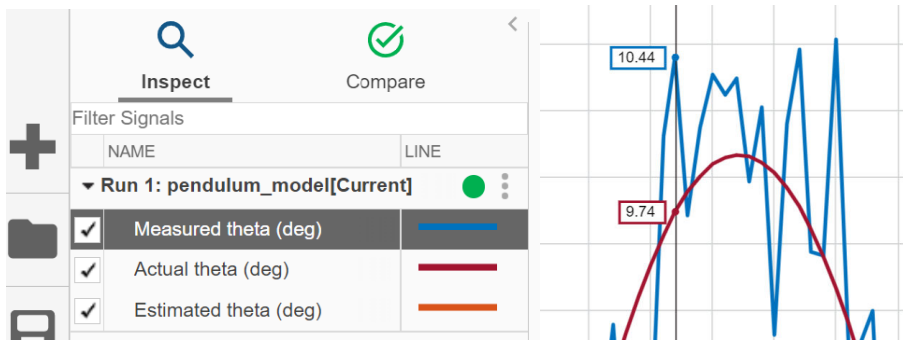 Inspect
Compare
Filter Signals
NAME LINE
Run 1: pendulum_model[Current]
Measured theta (deg)
Actual theta (deg)
Estimated theta (deg)
10.44
9.74